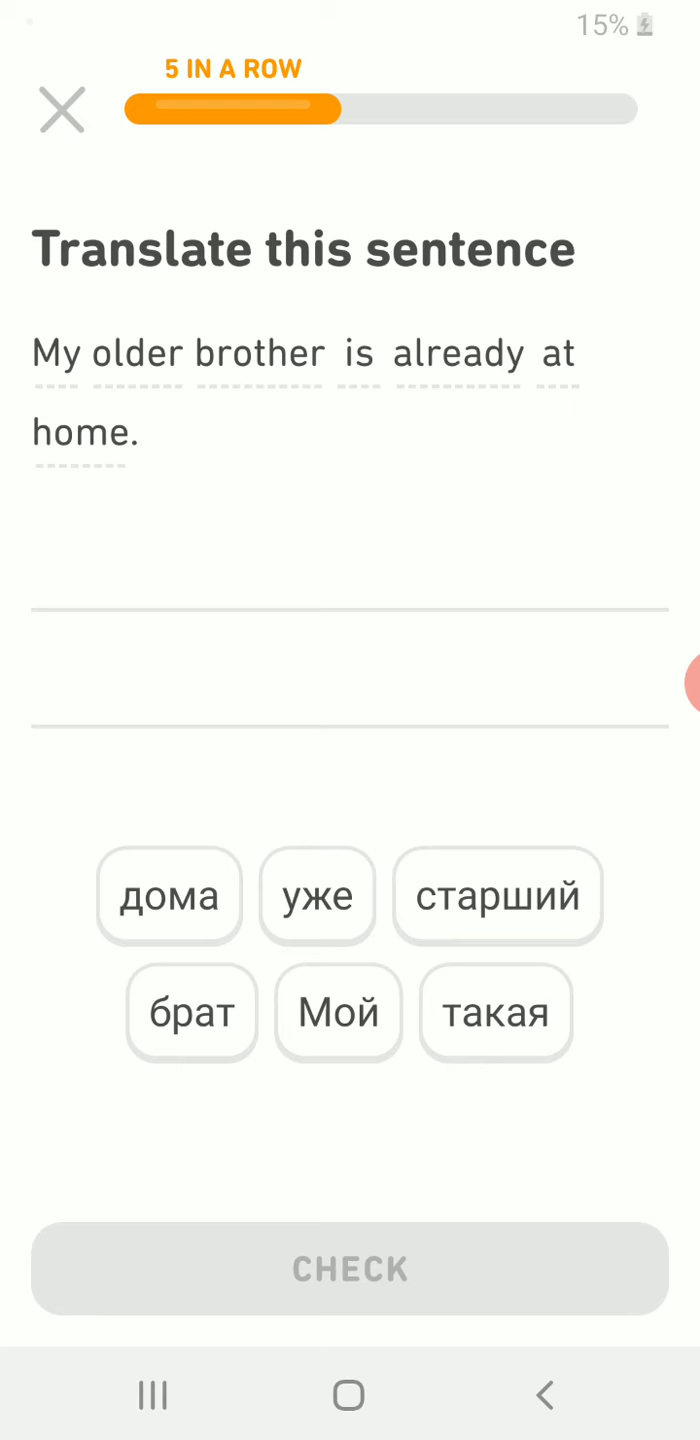 15%
5 IN A ROW
Translate this sentence
My older brother is already at
home.
дома уже старший
брат Мой такая
CHECK